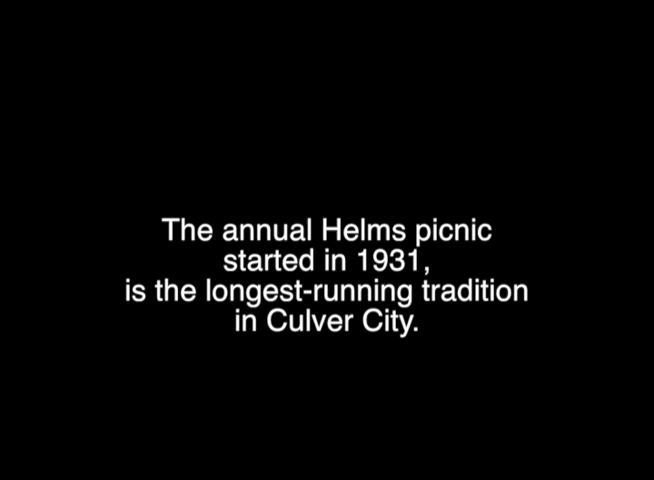 The annual Helms picnic
started in 1931,
is the longest-running tradition
in Culver City.